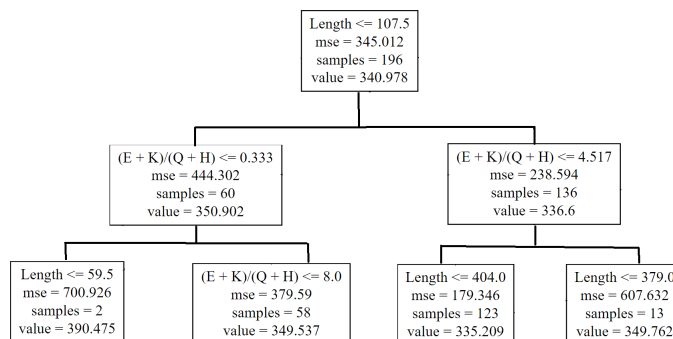 Length <= 107.5
mse = 345.012
samples = 196
value = 340.978
(E + K)/(Q + H) <= 0.333
mse = 444.302
samples = 60
value = 350.902
(E + K)/(Q + H) <= 4.517
mse = 238.594
samples = 136
value = 336.6
Length <= 59.5
mse = 700.926
samples = 2
value = 390.475
(E + K)/(Q + H) <= 8.0
mse = 379.59
samples = 58
value = 349.537
Length <= 404.0
mse = 179.346
samples = 123
value = 335.209
Length <= 379.0
mse = 607.632
samples = 13
value = 349.762